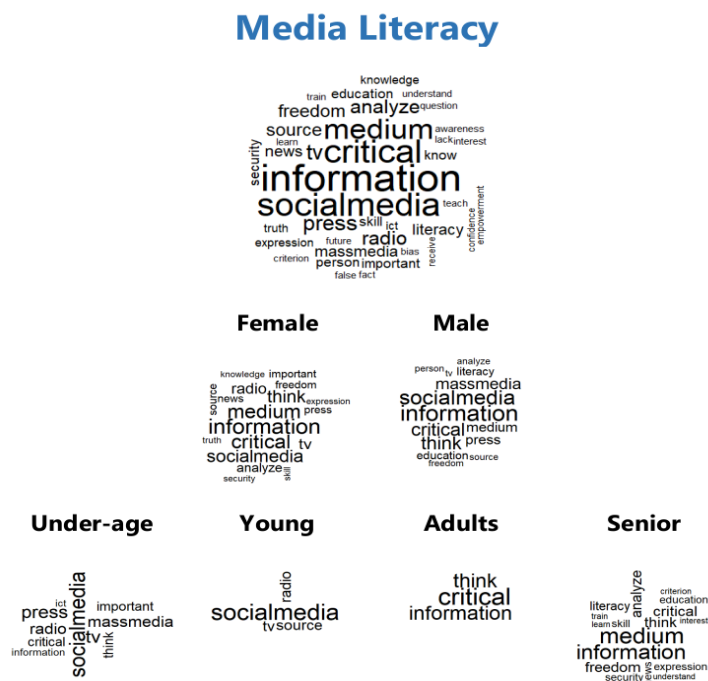 Media Literacy
knowledge
train education understand
freedom analyze question
source medium awareness
lack interest
learn
security news tv critical know
information
socialmedia teach
press skill ict
truth radio literacy
confidence empowerment
expression future
massmedia bias receive
criterion person important
false fact
Female Male
knowledge important
source radio freedom
news think expression
medium press
information
truth critical tv
socialmedia
analyze skill
security
analyze
person tv literacy
massmedia
socialmedia
information
critical medium
think press
education source
freedom
Under-age Young Adults Senior
ict socialmedia important
press massmedia
radio tv
critical think
information
radio
socialmedia
tv source
think
critical
information
analyze criterion
literacy education
train critical
learn skill think interest
medium
information
freedom ews expression
security understand